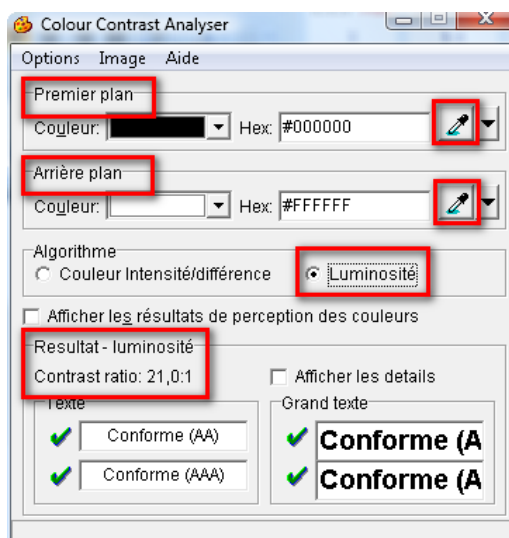 Colour Contrast Analyser
Options Image Aide
Premier plan
Couleur: Hex: #000000
Arrière plan
Couleur: Hex: #FFFFFF
Algorithme
Couleur Intensité/différence Luminosité
Afficher les résultats de perception des couleurs
Resultat - luminosité
Contrast ratio: 21,0:1 Afficher les details
Texte Grand texte
Conforme (AA) Conforme (A
Conforme (AAA) Conforme (A